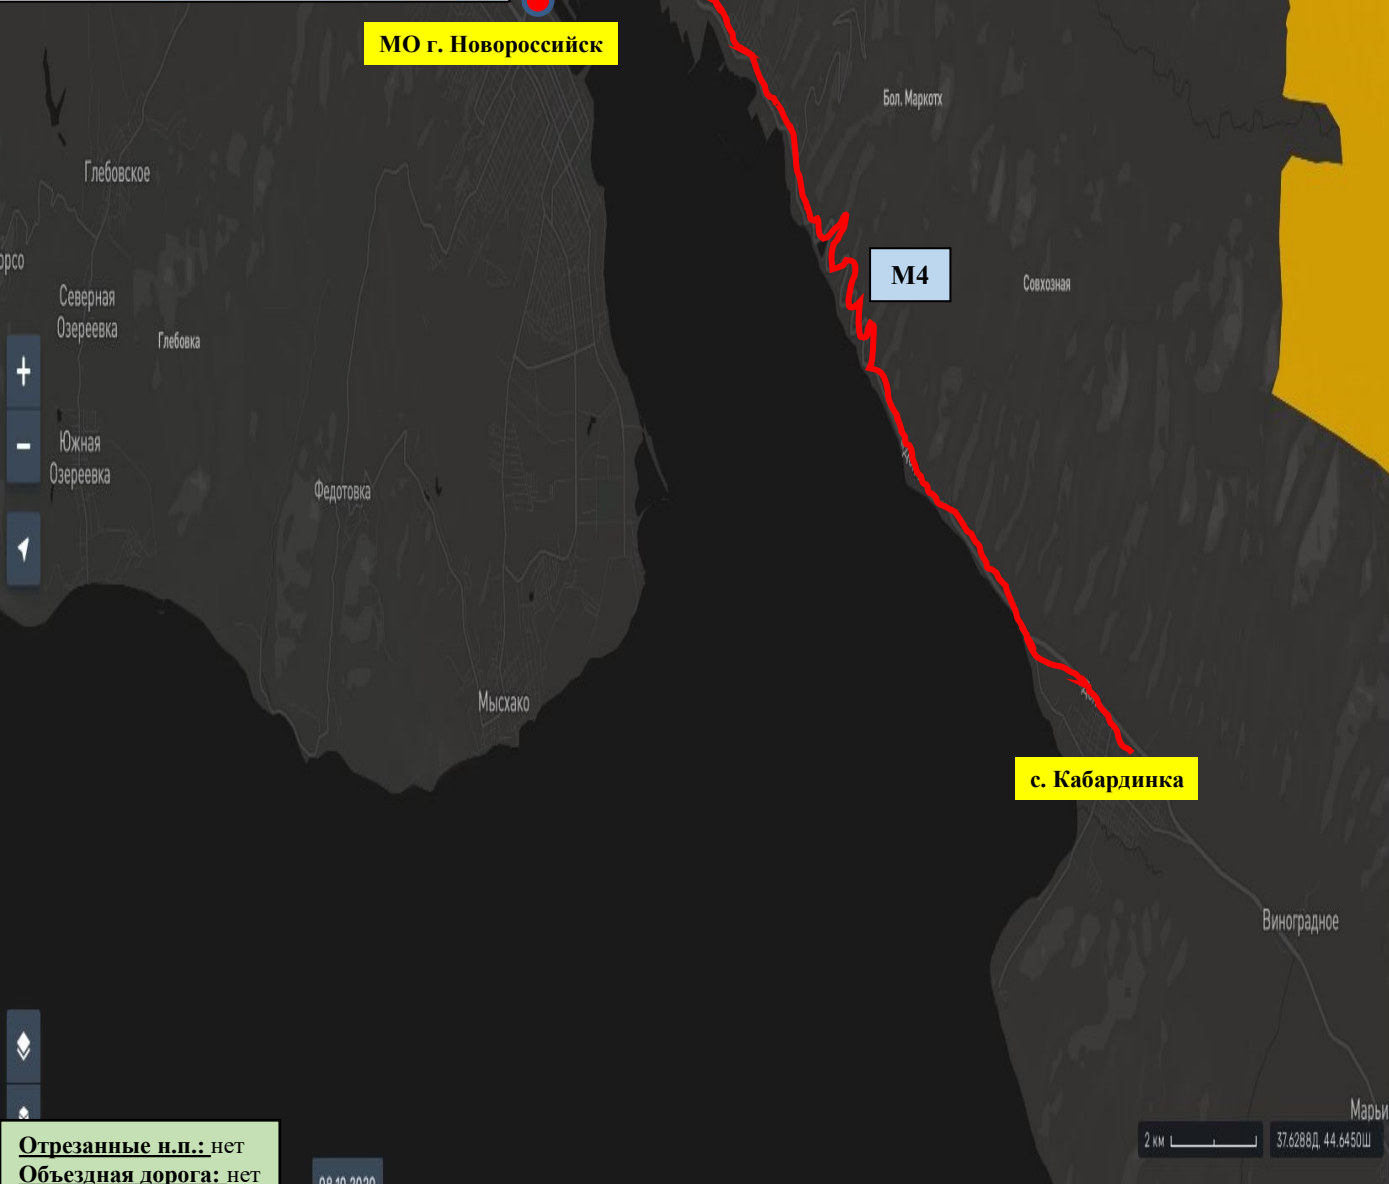 МО г. Новороссийск
Бол. Маркотх
Глебовское
М4
Совхозная
Северная
Озереевка
Глебовка
+
−
Южная
Озереевка
Федотовка
Мысхако
с. Кабардинка
Виноградное
2 км
37.6288Д, 44.6450Ш
Отрезанные н.п.: нет
Объездная дорога: нет